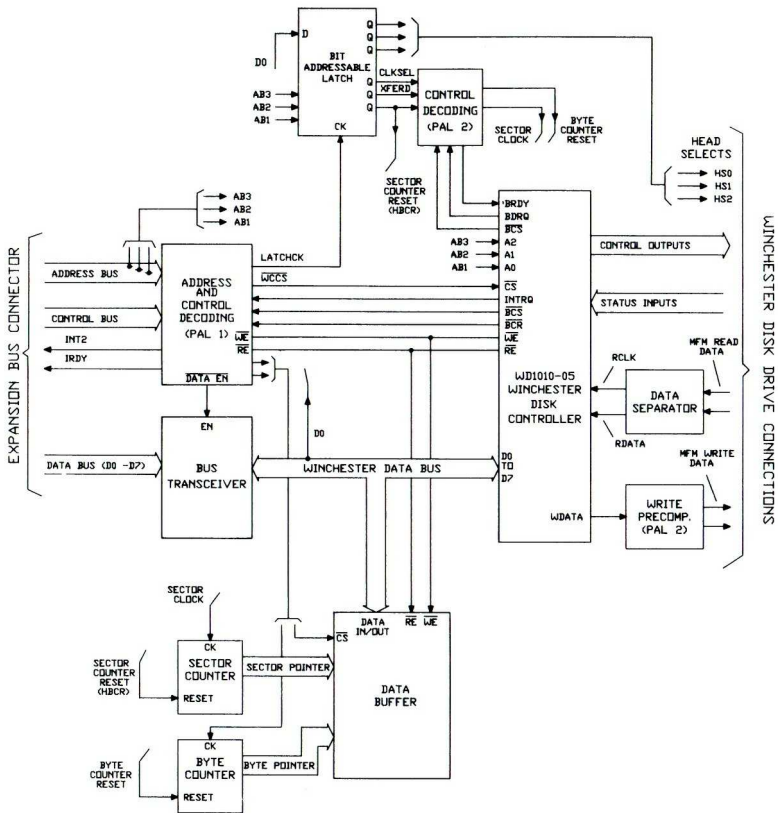 D
Q
Q
Q
BIT
ADDRESSABLE
LATCH
D0
AB3
AB2
AB1
CK
Q
Q
Q
CLKSEL
XFERD
CONTROL
DECODING
(PAL 2)
SECTOR
CLOCK
BYTE
COUNTER
RESET
SECTOR
COUNTER
RESET
(HBCR)
HEAD
SELECTS
HS0
HS1
HS2
AB3
AB2
AB1
EXPANSION BUS CONNECTOR
ADDRESS BUS
CONTROL BUS
INT2
IRDY
ADDRESS
AND
CONTROL
DECODING
(PAL 1)
DATA EN
LATCHCK
WCCS
WE
RE
AB3
AB2
AB1
BRDY
BDRQ
BCS
A2
A1
A0
CS
INTRQ
BCS
BCR
WE
RE
WD1010-05
WINCHESTER
DISK
CONTROLLER
D0
TO
D7
WDATA
CONTROL OUTPUTS
STATUS INPUTS
MFM READ
DATA
RCLK
DATA
SEPARATOR
RDATA
MFM WRITE
DATA
WRITE
PRECOMP.
(PAL 2)
WINCHESTER DISK DRIVE CONNECTIONS
DATA BUS (D0 -D7)
EN
BUS
TRANSCEIVER
D0
WINCHESTER DATA BUS
SECTOR
CLOCK
CK
SECTOR
COUNTER
RESET
SECTOR
COUNTER
RESET
(HBCR)
SECTOR POINTER
CS
DATA
IN/OUT
RE
WE
DATA
BUFFER
CK
BYTE
COUNTER
RESET
BYTE
COUNTER
RESET
BYTE POINTER